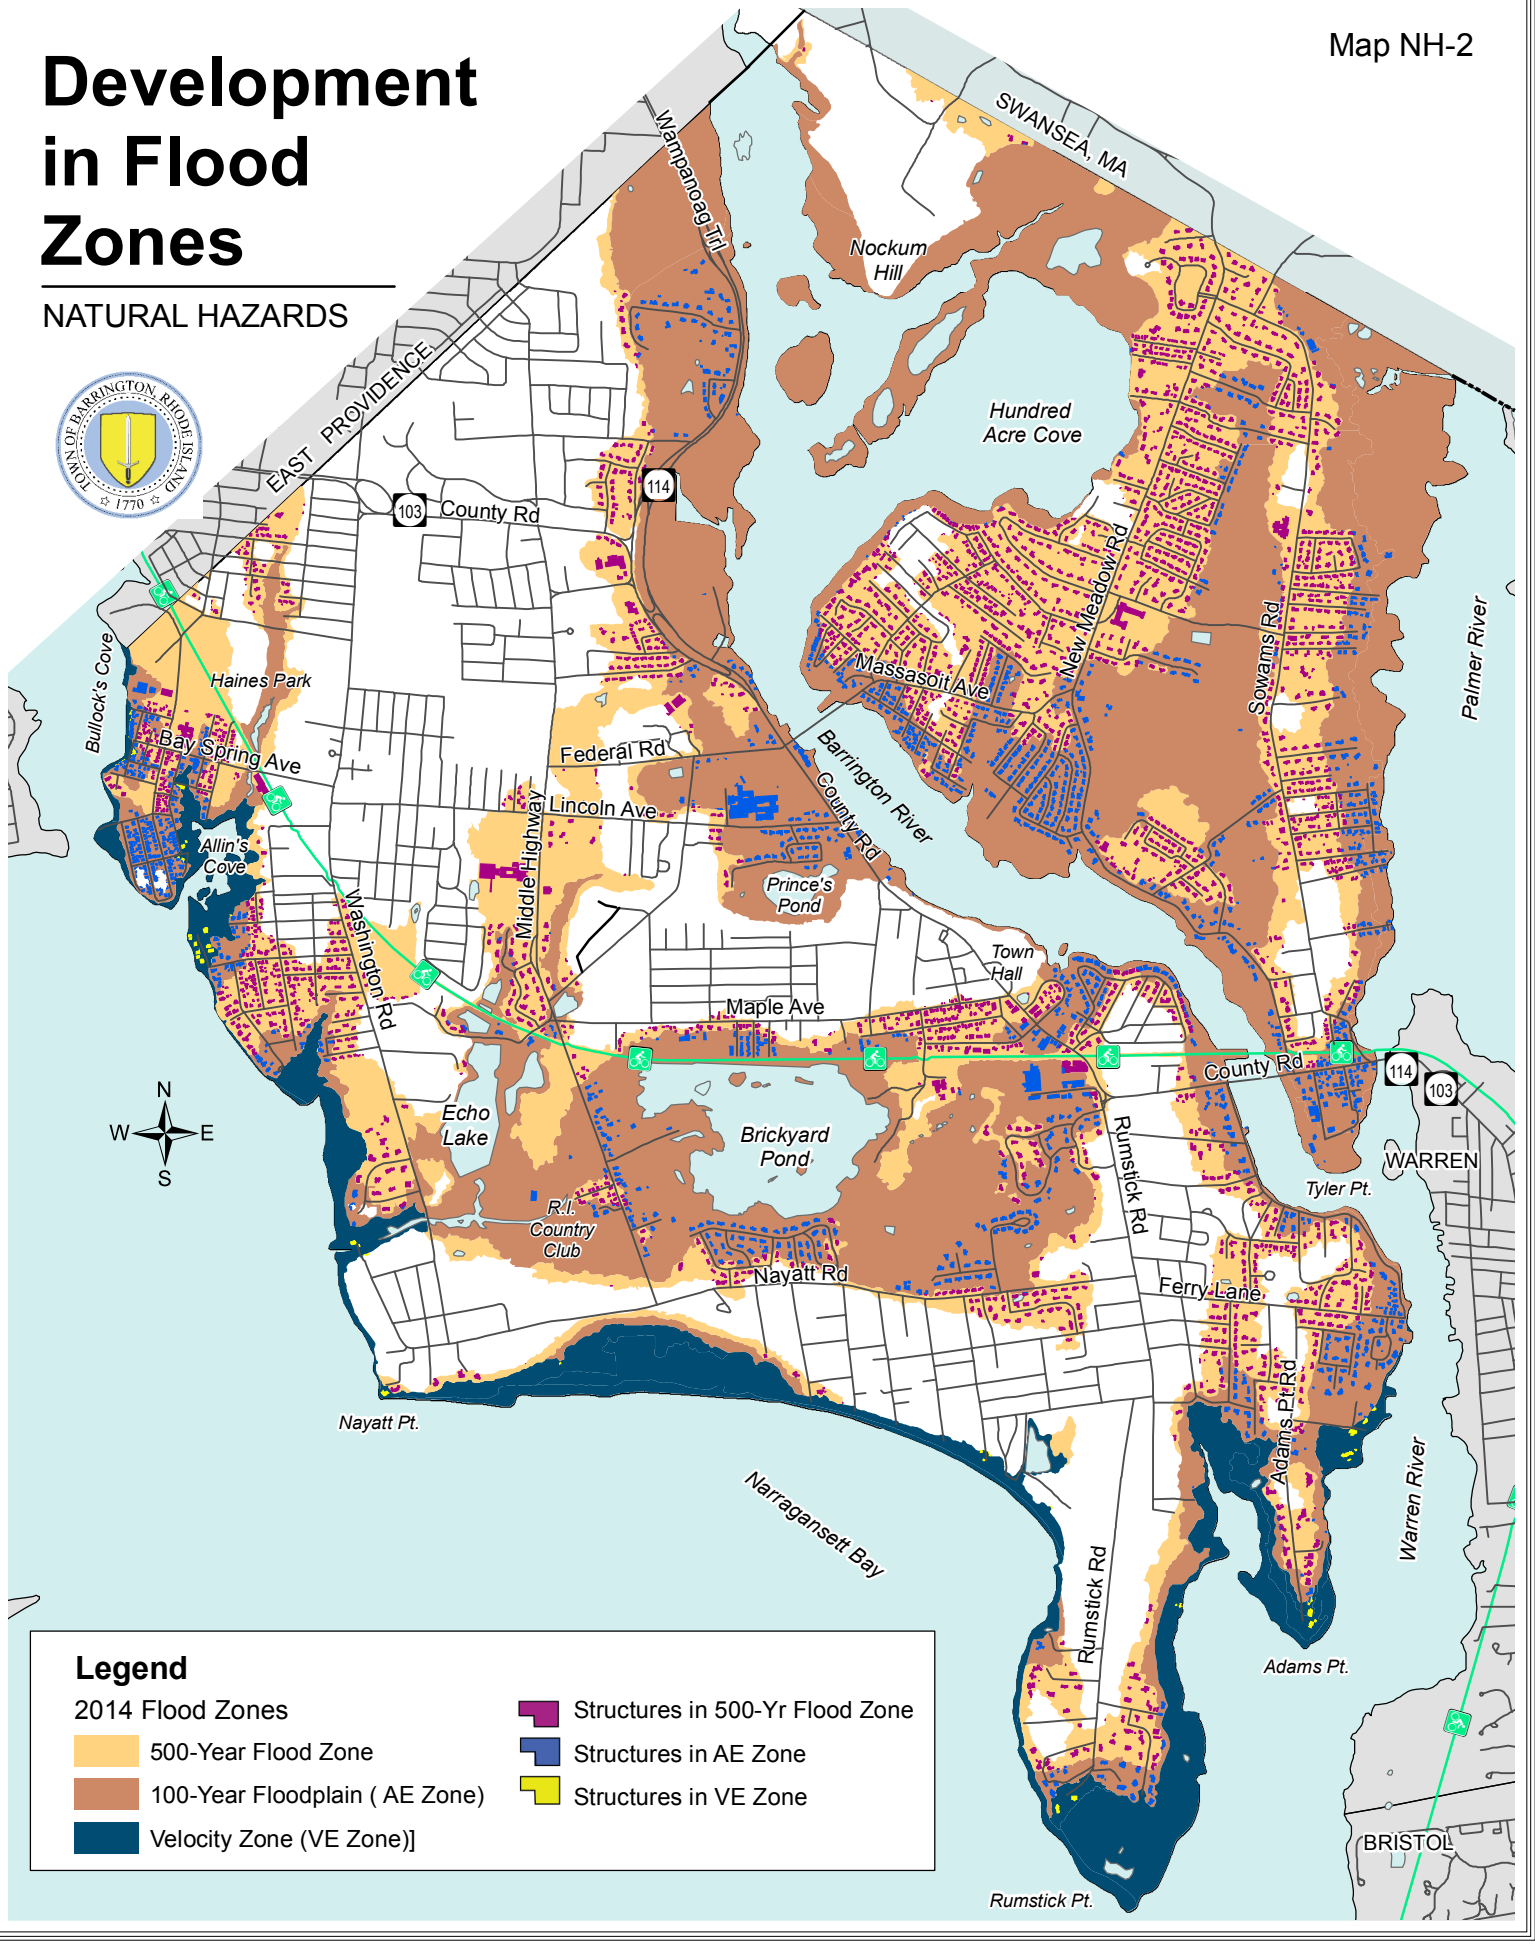 Map NH-2
Development
in Flood
Zones
NATURAL HAZARDS
TOWN OF BARRINGTON, RHODE ISLAND
1770
SWANSEA, MA
Wampanoag Trl
Nockum
Hill
EAST PROVIDENCE
Hundred
Acre Cove
114
103
County Rd
New Meadow Rd
Sowams Rd
Palmer River
Bullock's Cove
Haines Park
Massasoit Ave
Bay Spring Ave
Federal Rd
Barrington River
County Rd
Lincoln Ave
Middle Highway
Allin's
Cove
Prince's
Pond
Washington Rd
Town
Hall
Maple Ave
County Rd
114
103
Echo
Lake
Brickyard
Pond
Rumstick Rd
WARREN
Tyler Pt.
N
W
E
S
R.I.
Country
Club
Nayatt Rd
Ferry Lane
Adams Pt Rd
Nayatt Pt.
Narragansett Bay
Warren River
Rumstick Rd
Adams Pt.
BRISTOL
Rumstick Pt.
Legend
2014 Flood Zones
500-Year Flood Zone
100-Year Floodplain ( AE Zone)
Velocity Zone (VE Zone)]
Structures in 500-Yr Flood Zone
Structures in AE Zone
Structures in VE Zone